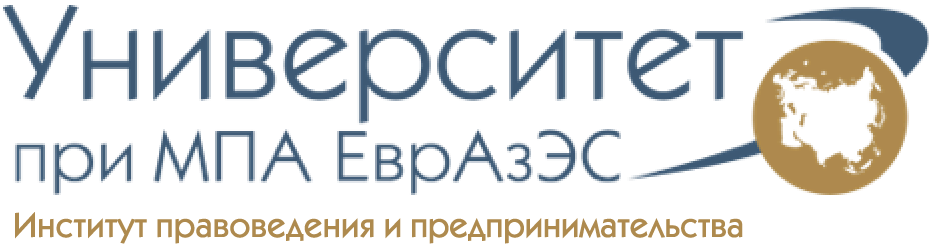 Университет
при МПА ЕврАзЭС
Институт правоведения и предпринимательства